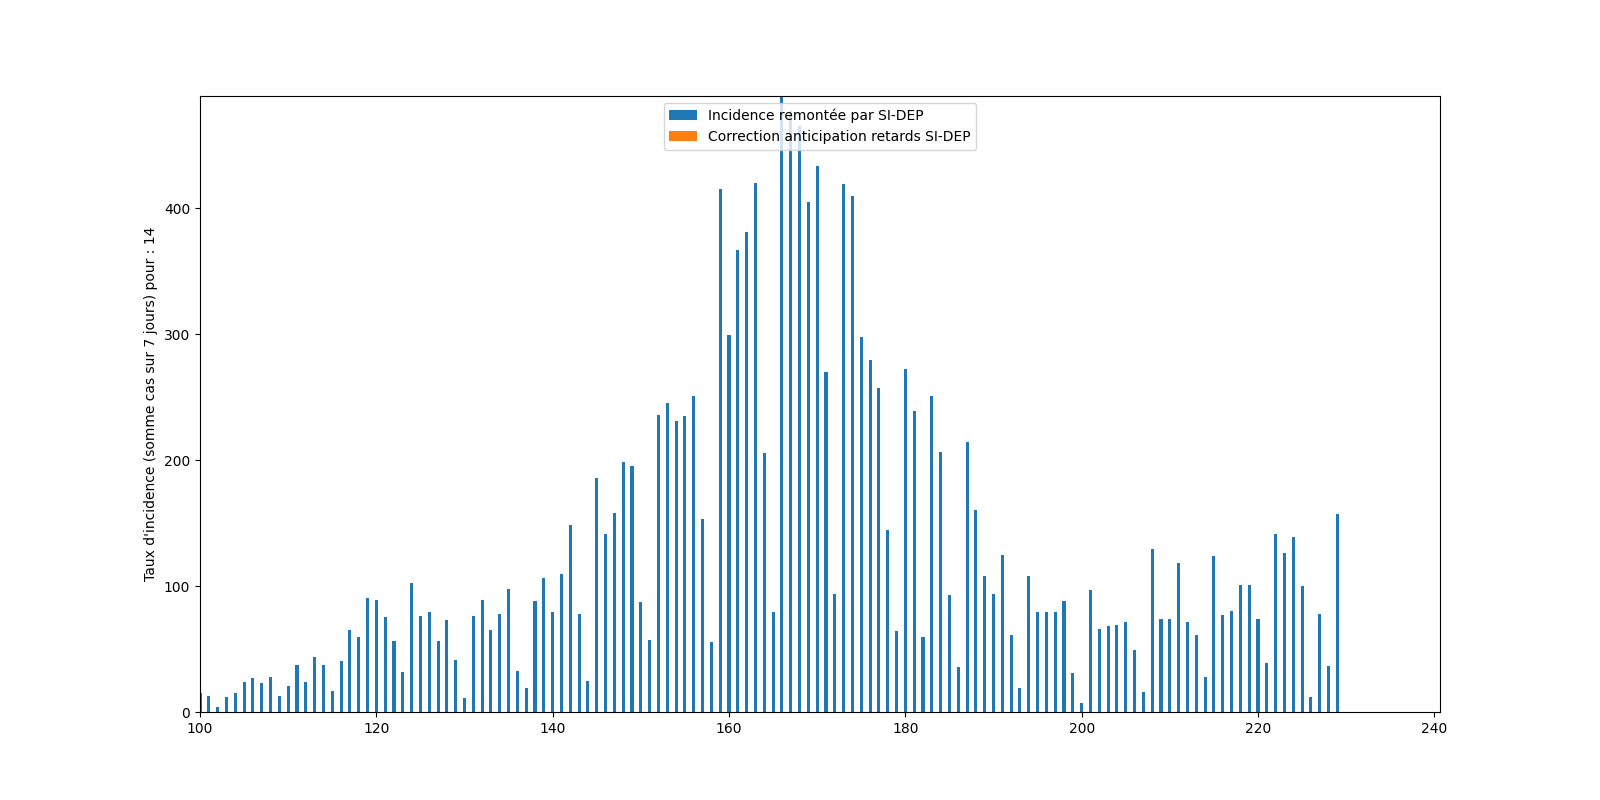 Incidence remontée par SI-DEP
Correction anticipation retards SI-DEP
Taux d'incidence (somme cas sur 7 jours) pour : 14
400
300
200
100
0
100 120 140 160 180 200 220 240